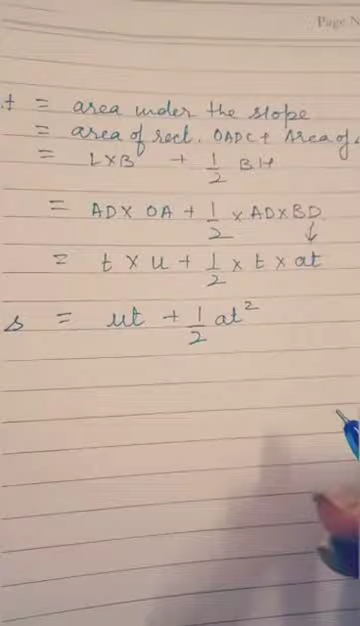 Page N
t = area under the slope
= area of rect. OADC + Area of
= L×B + 1/2 BH
= AD × OA + 1/2 × AD × BD
↓
= t × u + 1/2 × t × at
s = ut + 1/2 at²